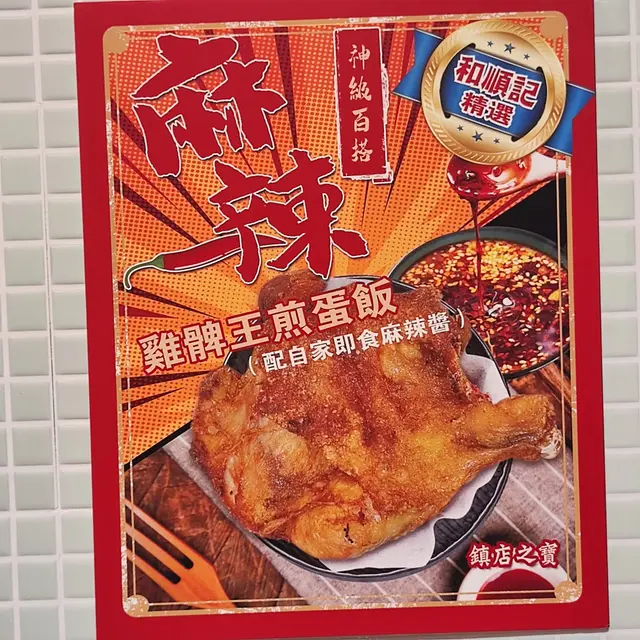 麻辣
神級百搭
和順記
精選
雞髀王煎蛋飯
(配自家即食麻辣醬)
鎮店之寶